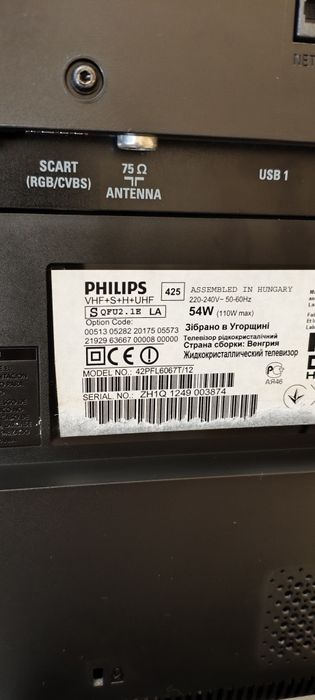 SCART
(RGB/CVBS)
75 Ω
ANTENNA
USB 1
PHILIPS
425
ASSEMBLED IN HUNGARY
VHF+S+H+UHF
220-240V~ 50-60Hz
S QFU2.1E LA
54W (110W max)
Option Code:
00513 05282 20175 05573
21929 63667 00008 00000
Зібрано в Угорщині
Телевізор рідкокристалічний
Страна сборки: Венгрия
Жидкокристаллический телевизор
CE
MODEL NO.: 42PFL6067T/12
АЯ46
SERIAL NO.: ZH1Q 1249 003874